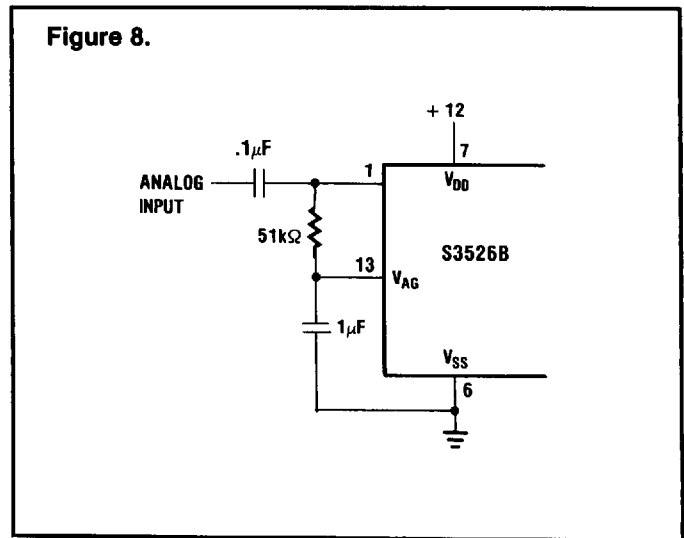 Figure 8.
+ 12
.1μF
1
7
ANALOG
INPUT
V_DD
51kΩ
S3526B
13
V_AG
1μF
V_SS
6